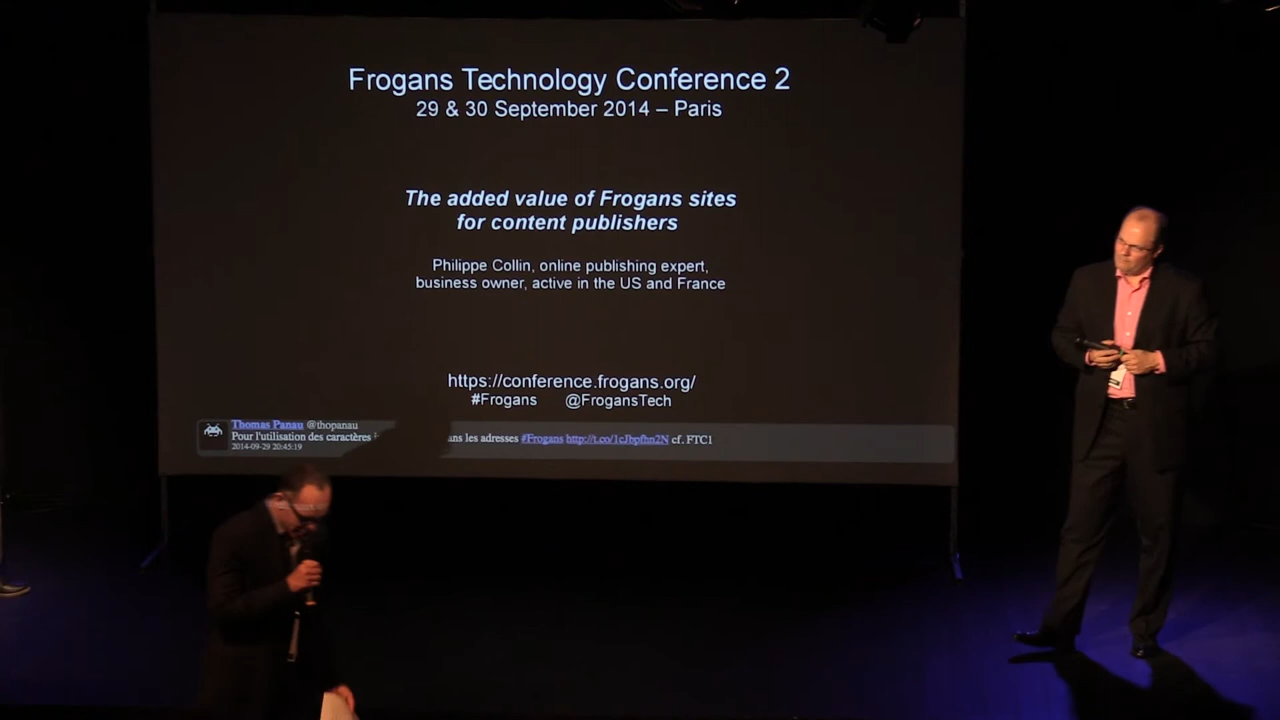 Frogans Technology Conference 2
29 & 30 September 2014 – Paris
The added value of Frogans sites
for content publishers
Philippe Collin, online publishing expert,
business owner, active in the US and France
https://conference.frogans.org/
#Frogans @FrogansTech
Thomas Panau @thopanau
Pour l'utilisation des caractères ans les adresses #Frogans http://t.co/1cJbpfhn2N cf. FTC1
2014-09-29 20:45:19